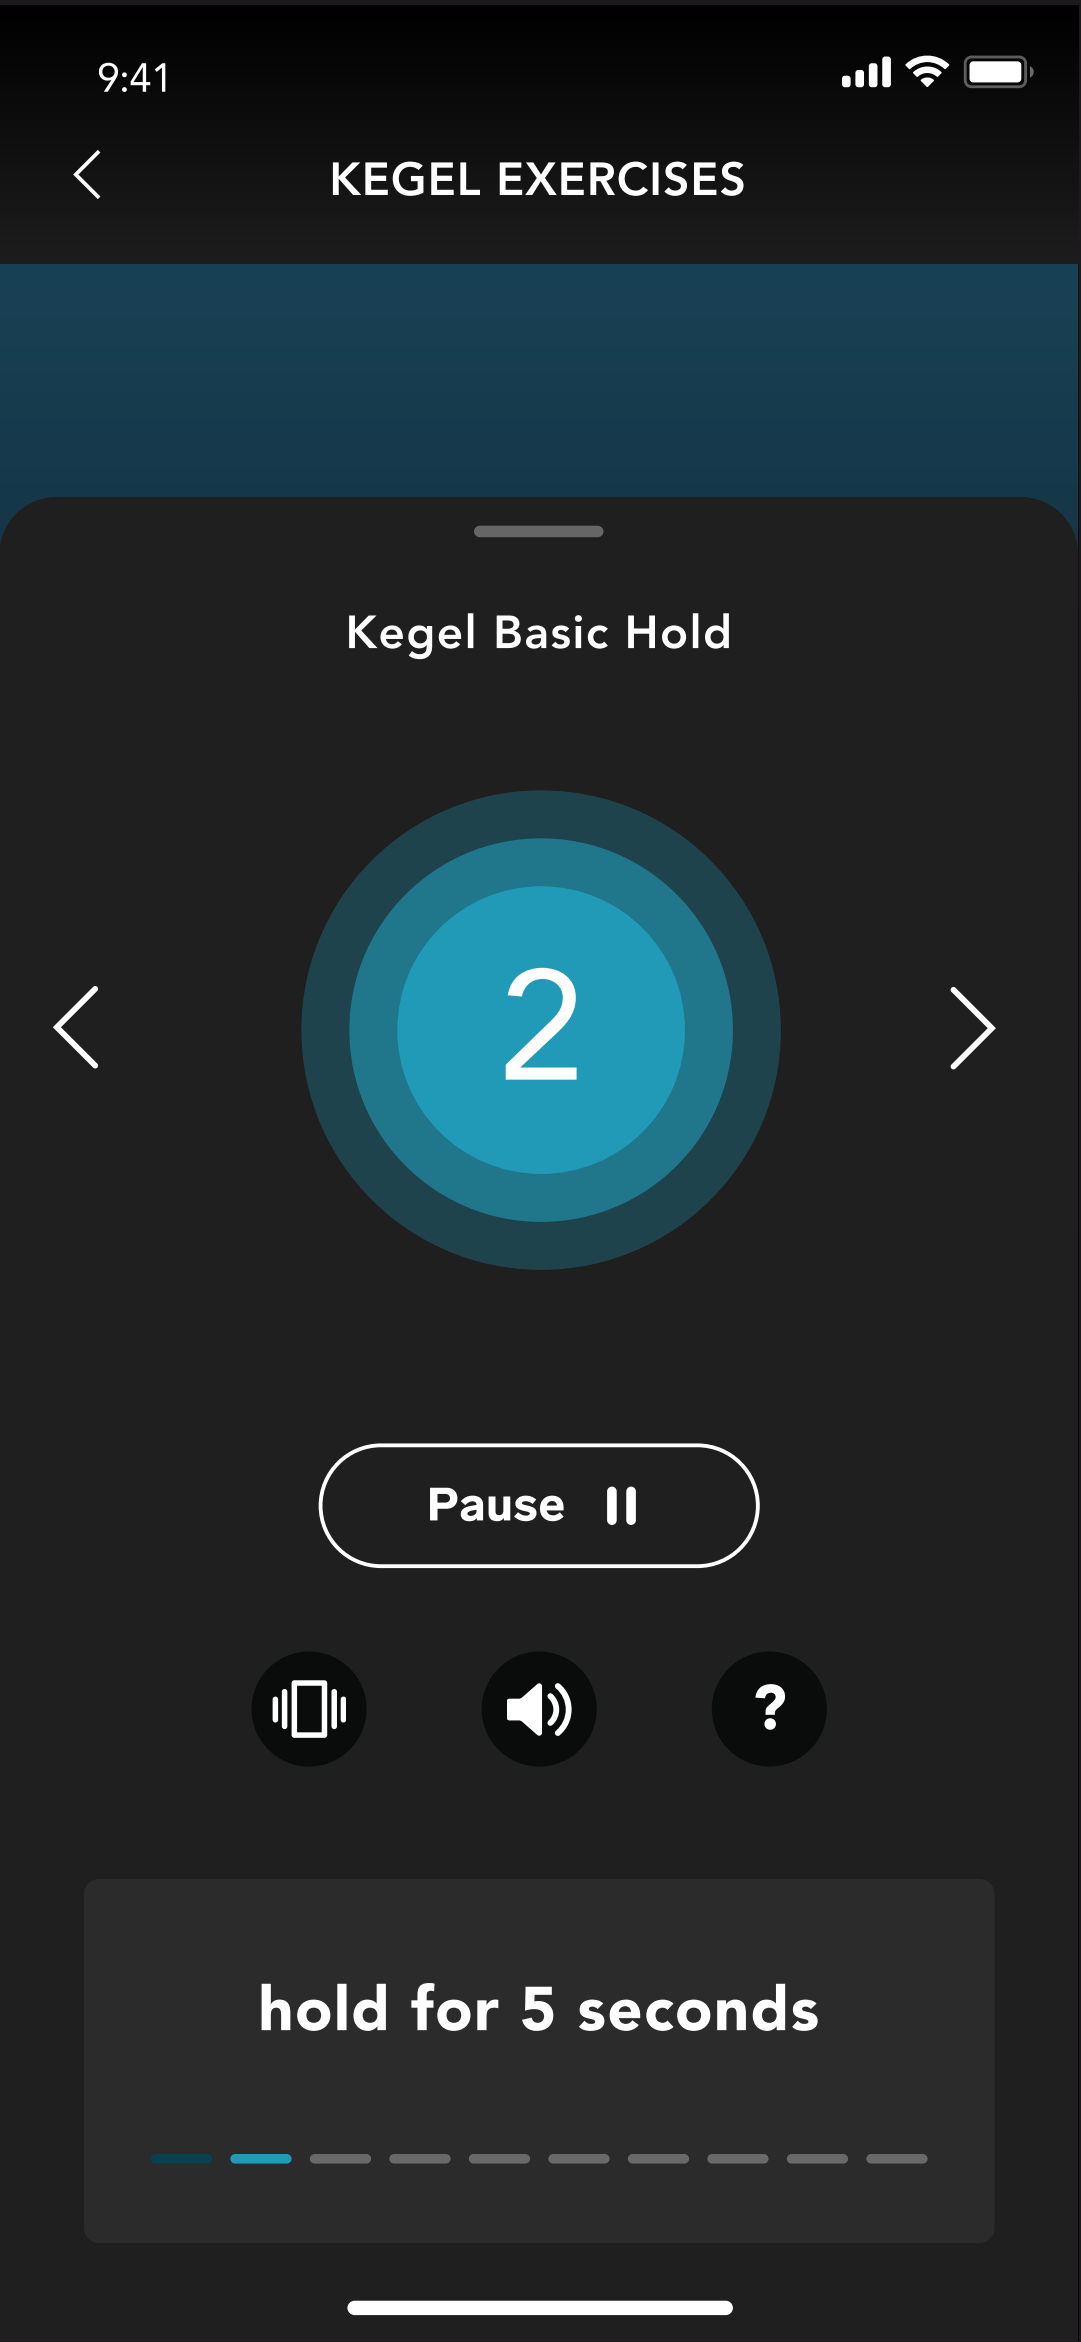 9:41
KEGEL EXERCISES
Kegel Basic Hold
2
Pause
?
hold for 5 seconds